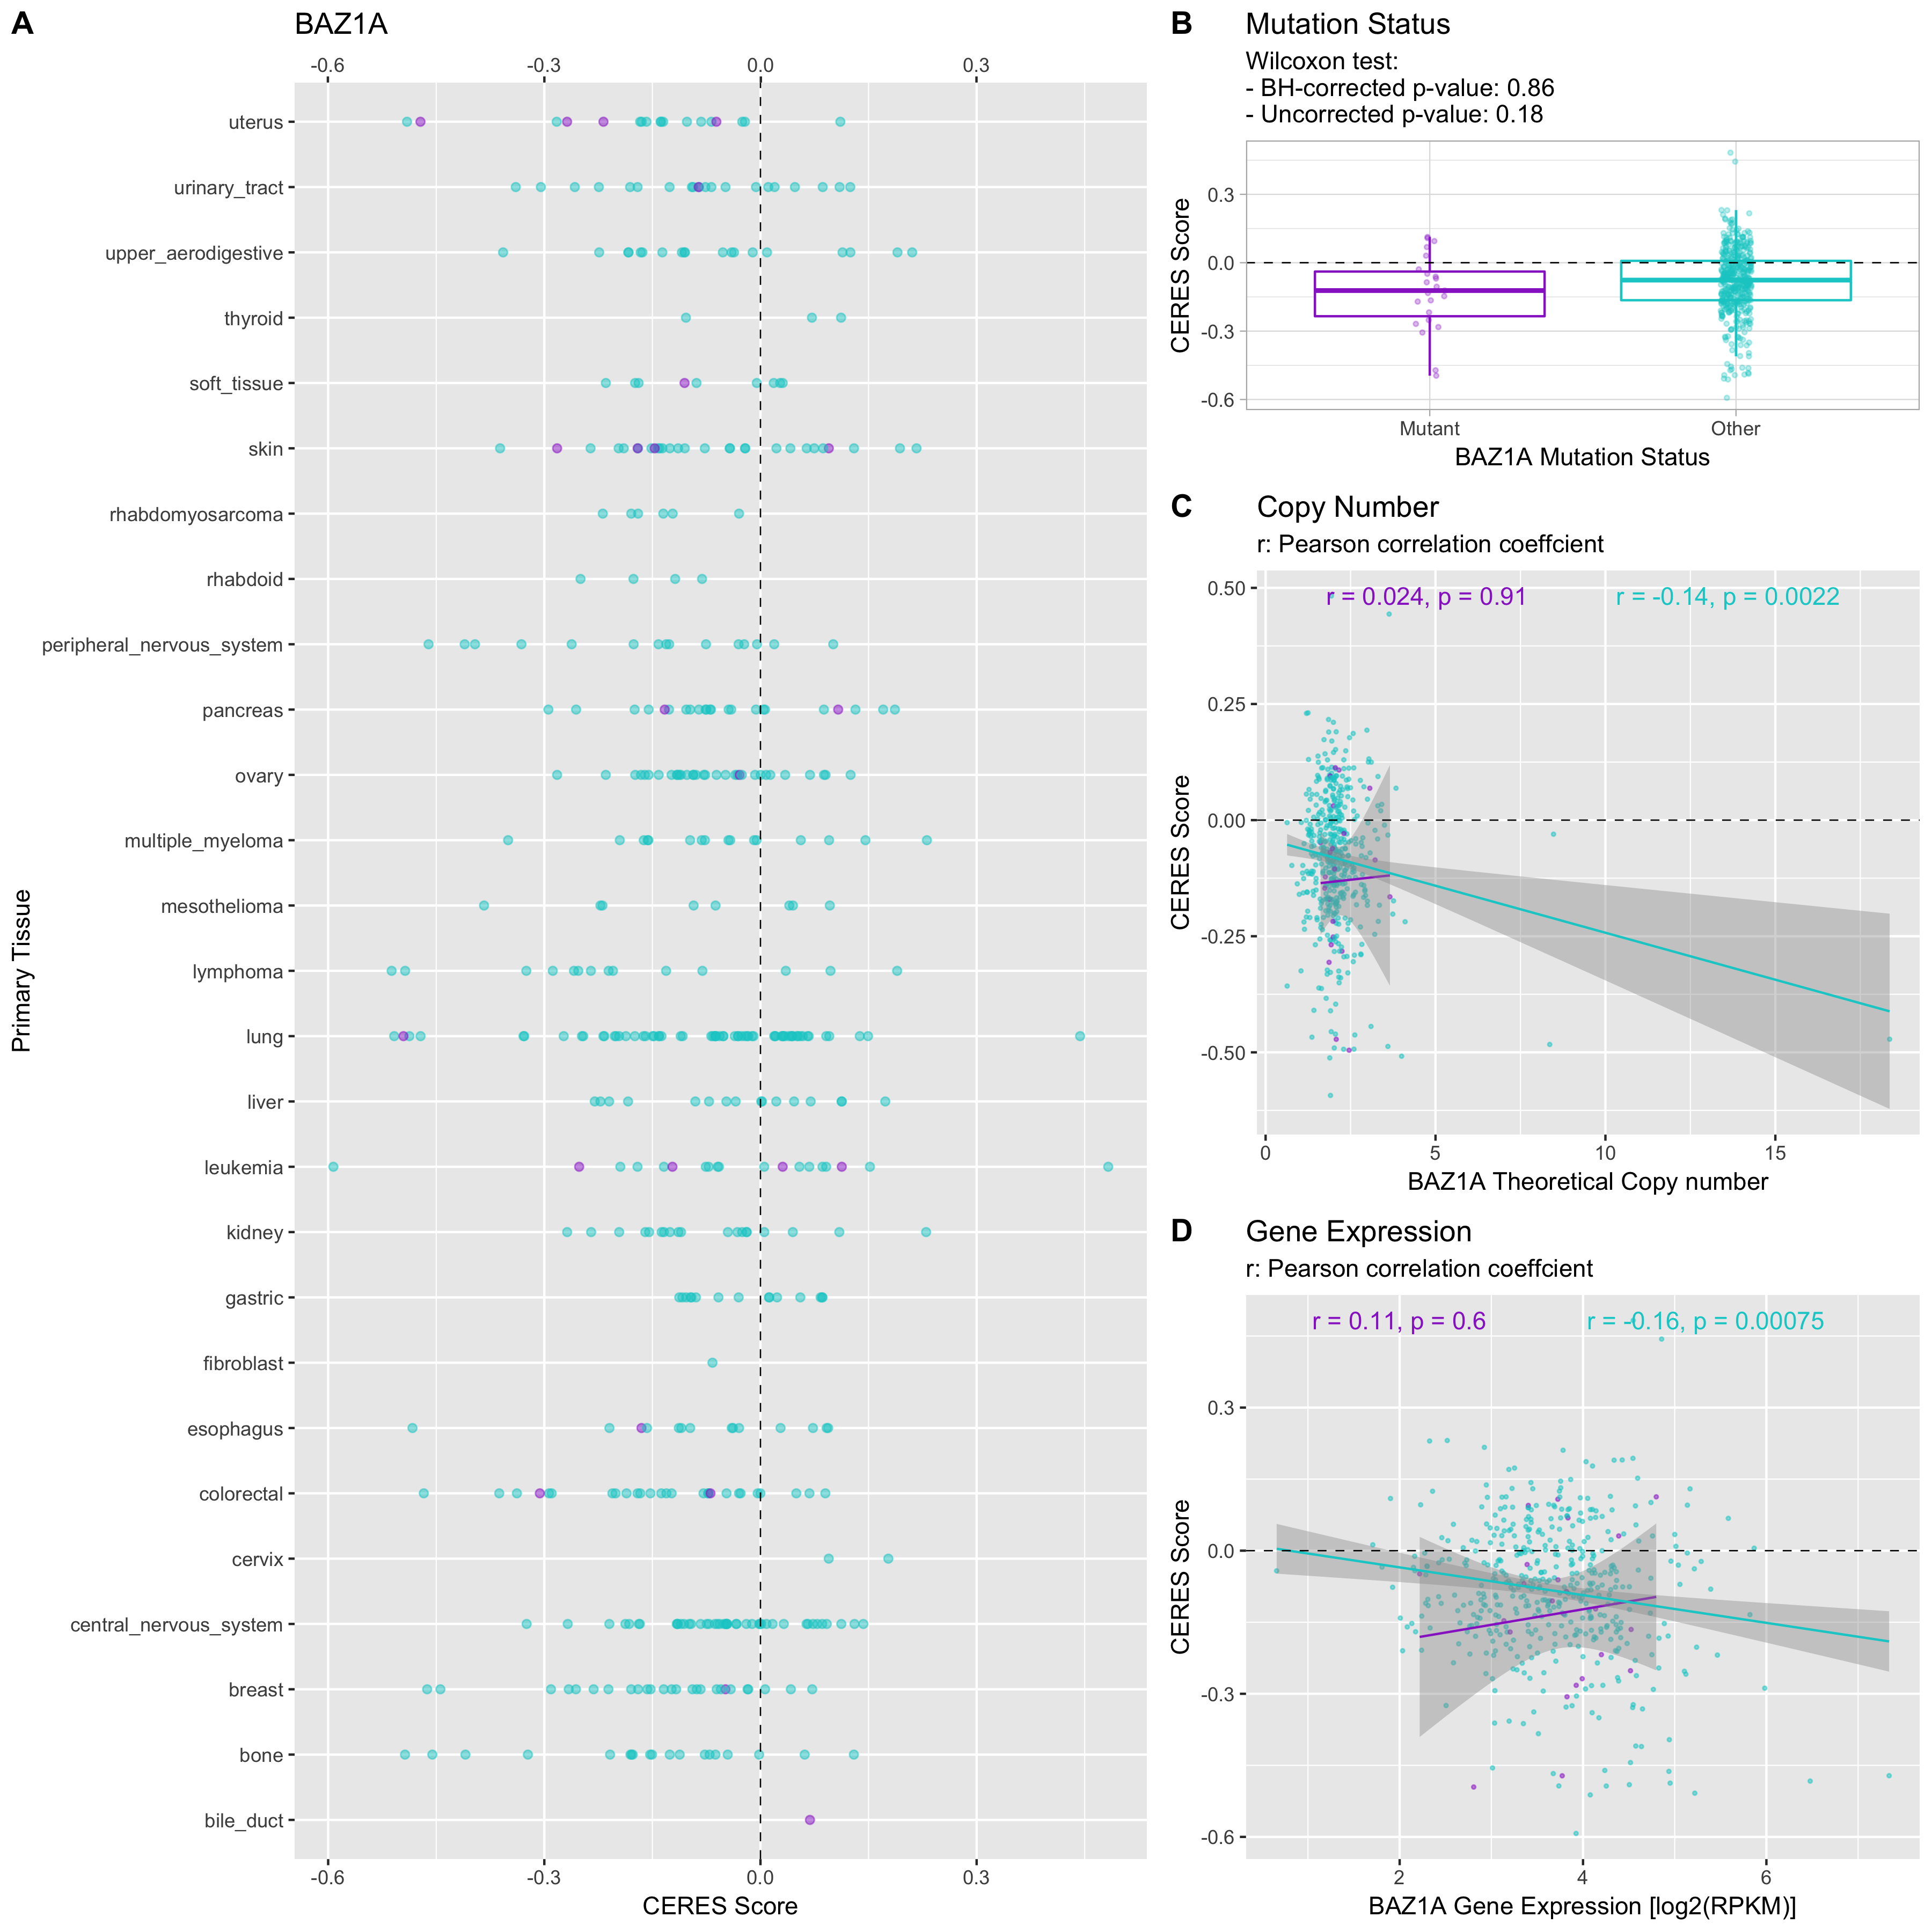 A
BAZ1A
-0.6 -0.3 0.0 0.3
uterus
urinary_tract
upper_aerodigestive
thyroid
soft_tissue
skin
rhabdomyosarcoma
rhabdoid
peripheral_nervous_system
pancreas
ovary
multiple_myeloma
mesothelioma
lymphoma
lung
liver
leukemia
kidney
gastric
fibroblast
esophagus
colorectal
cervix
central_nervous_system
breast
bone
bile_duct
Primary Tissue
-0.6 -0.3 0.0 0.3
CERES Score
B
Mutation Status
Wilcoxon test:
- BH-corrected p-value: 0.86
- Uncorrected p-value: 0.18
CERES Score
0.3
0.0
-0.3
-0.6
Mutant Other
BAZ1A Mutation Status
C
Copy Number
r: Pearson correlation coeffcient
r = 0.024, p = 0.91 r = -0.14, p = 0.0022
CERES Score
0.50
0.25
0.00
-0.25
-0.50
0 5 10 15
BAZ1A Theoretical Copy number
D
Gene Expression
r: Pearson correlation coeffcient
r = 0.11, p = 0.6 r = -0.16, p = 0.00075
CERES Score
0.3
0.0
-0.3
-0.6
2 4 6
BAZ1A Gene Expression [log2(RPKM)]